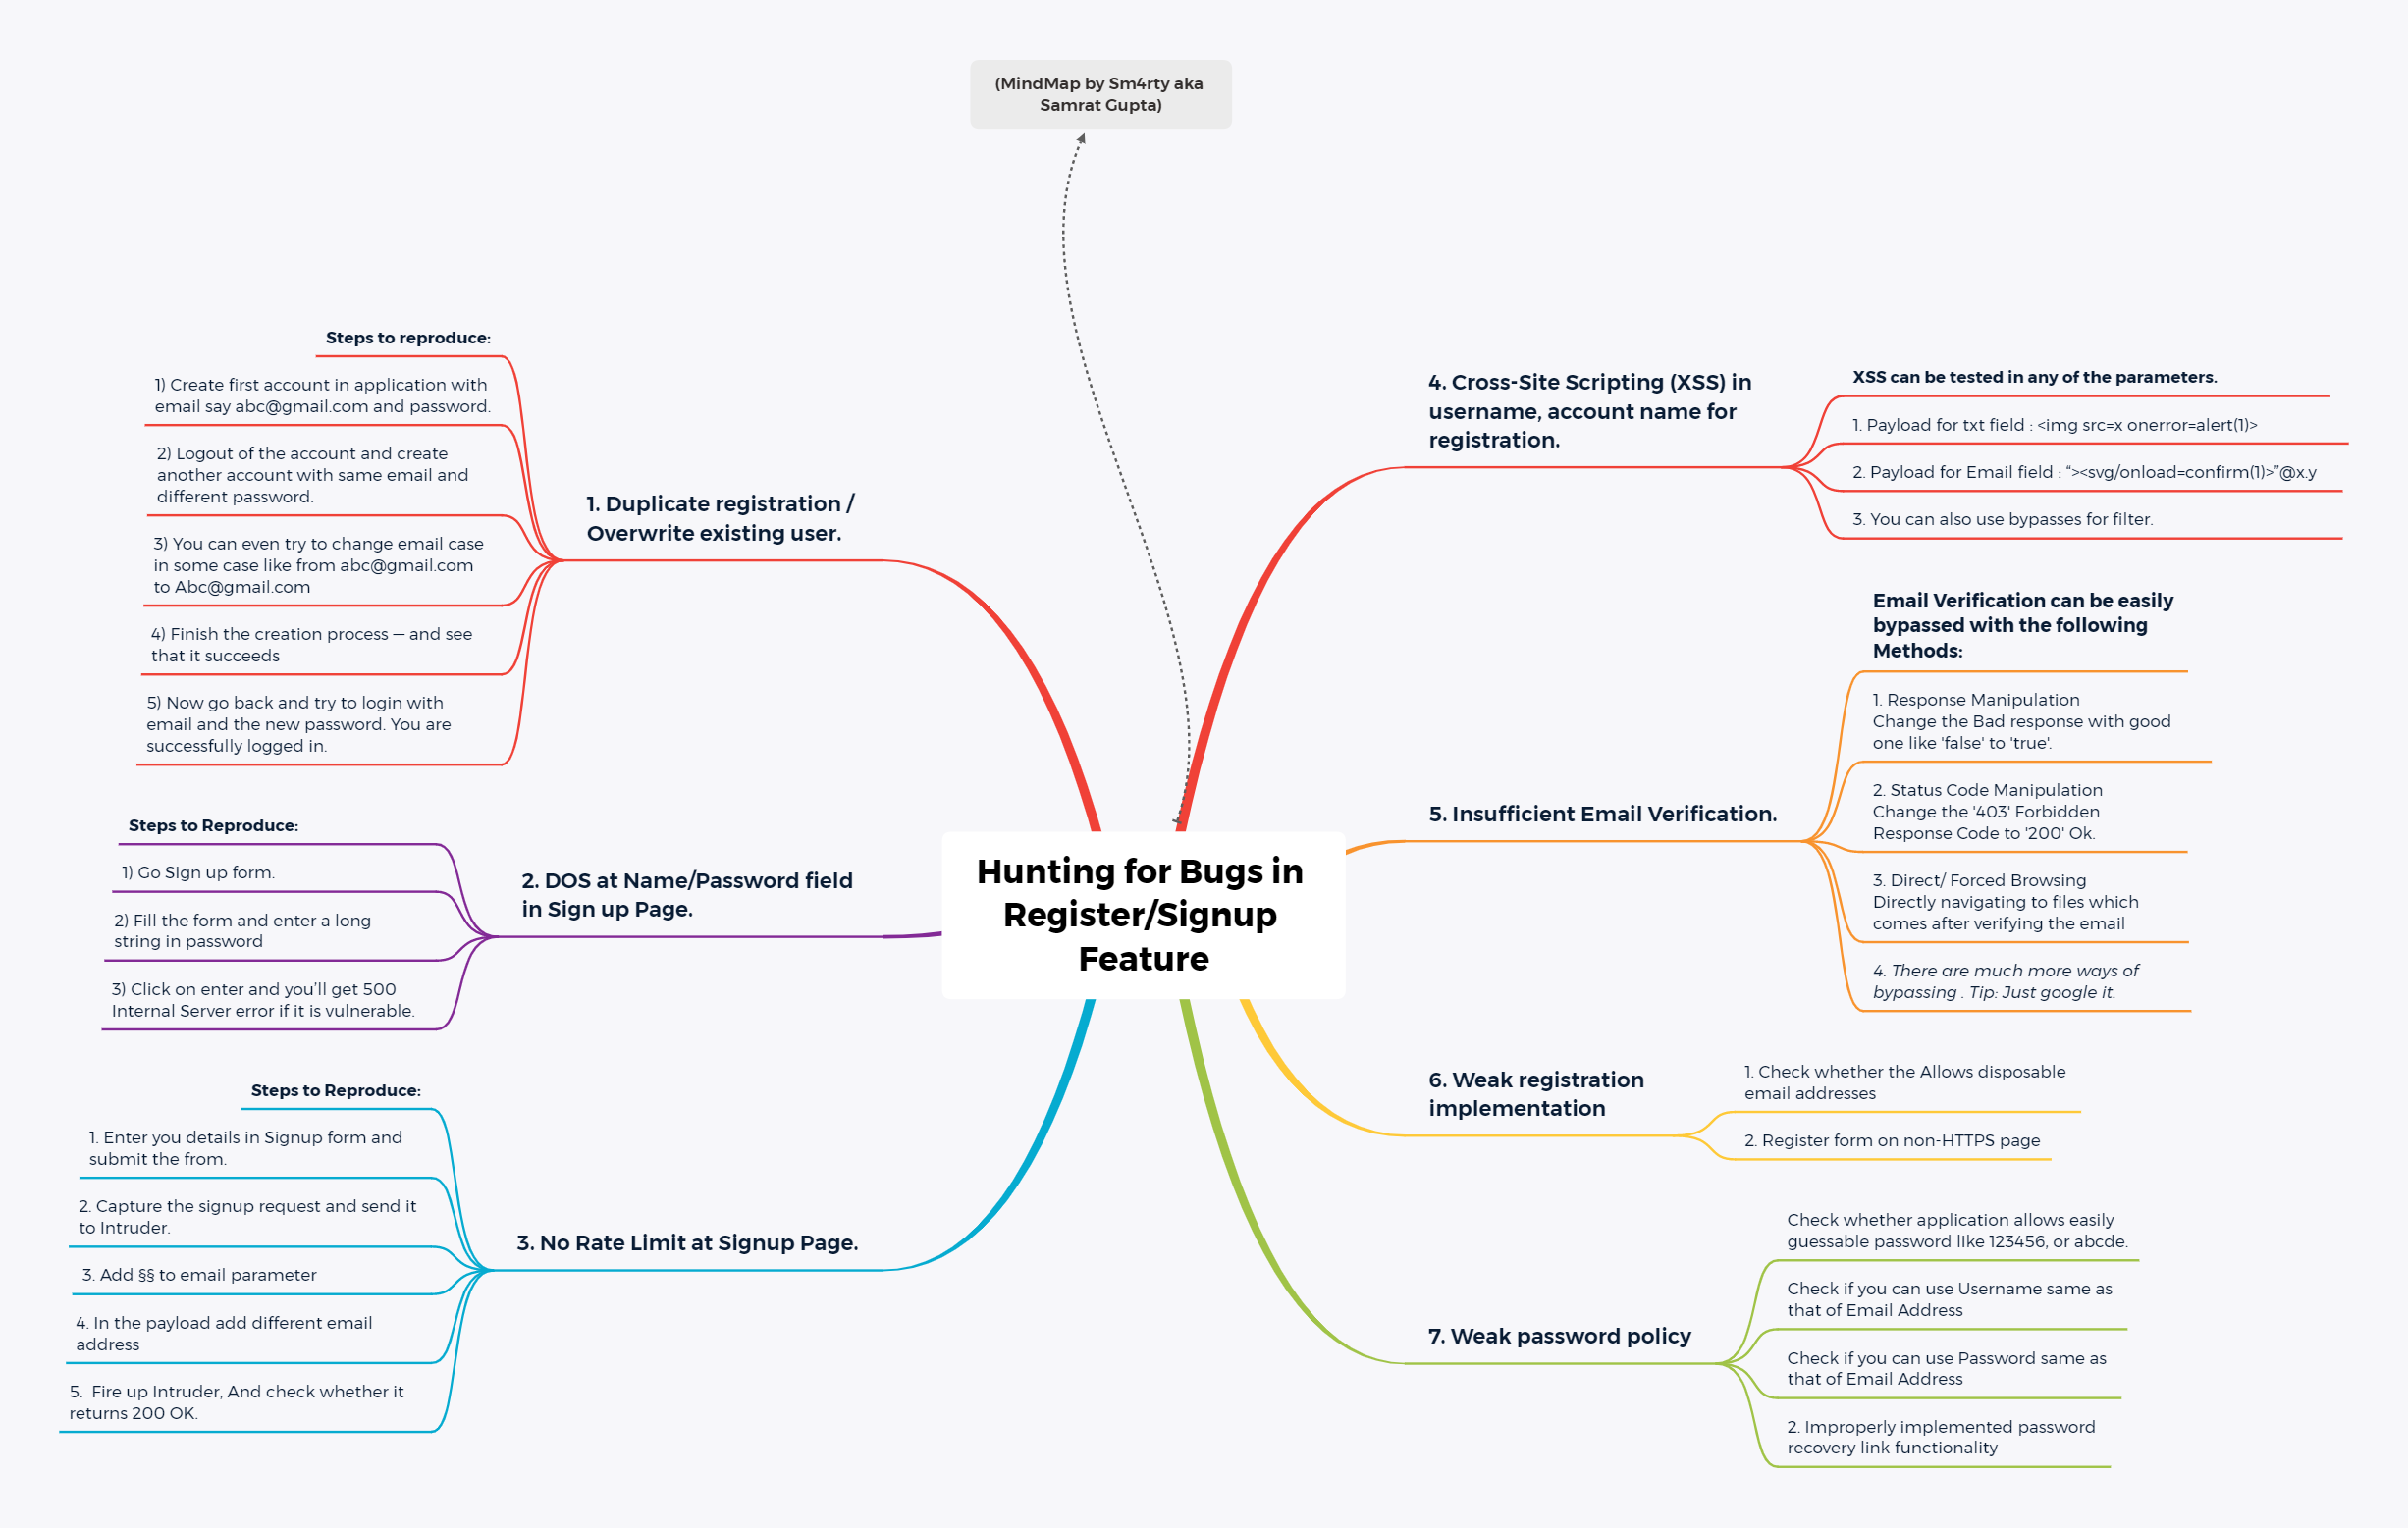 (MindMap by Sm4rty aka
Samrat Gupta)
Hunting for Bugs in
Register/Signup
Feature
1. Duplicate registration /
Overwrite existing user.
Steps to reproduce:
1) Create first account in application with
email say abc@gmail.com and password.
2) Logout of the account and create
another account with same email and
different password.
3) You can even try to change email case
in some case like from abc@gmail.com
to Abc@gmail.com
4) Finish the creation process — and see
that it succeeds
5) Now go back and try to login with
email and the new password. You are
successfully logged in.
2. DOS at Name/Password field
in Sign up Page.
Steps to Reproduce:
1) Go Sign up form.
2) Fill the form and enter a long
string in password
3) Click on enter and you’ll get 500
Internal Server error if it is vulnerable.
3. No Rate Limit at Signup Page.
Steps to Reproduce:
1. Enter you details in Signup form and
submit the from.
2. Capture the signup request and send it
to Intruder.
3. Add §§ to email parameter
4. In the payload add different email
address
5.  Fire up Intruder, And check whether it
returns 200 OK.
4. Cross-Site Scripting (XSS) in
username, account name for
registration.
XSS can be tested in any of the parameters.
1. Payload for txt field : <img src=x onerror=alert(1)>
2. Payload for Email field : “><svg/onload=confirm(1)>”@x.y
3. You can also use bypasses for filter.
5. Insufficient Email Verification.
Email Verification can be easily
bypassed with the following
Methods:
1. Response Manipulation
Change the Bad response with good
one like 'false' to 'true'.
2. Status Code Manipulation
Change the '403' Forbidden
Response Code to '200' Ok.
3. Direct/ Forced Browsing
Directly navigating to files which
comes after verifying the email
4. There are much more ways of
bypassing . Tip: Just google it.
6. Weak registration
implementation
1. Check whether the Allows disposable
email addresses
2. Register form on non-HTTPS page
7. Weak password policy
Check whether application allows easily
guessable password like 123456, or abcde.
Check if you can use Username same as
that of Email Address
Check if you can use Password same as
that of Email Address
2. Improperly implemented password
recovery link functionality